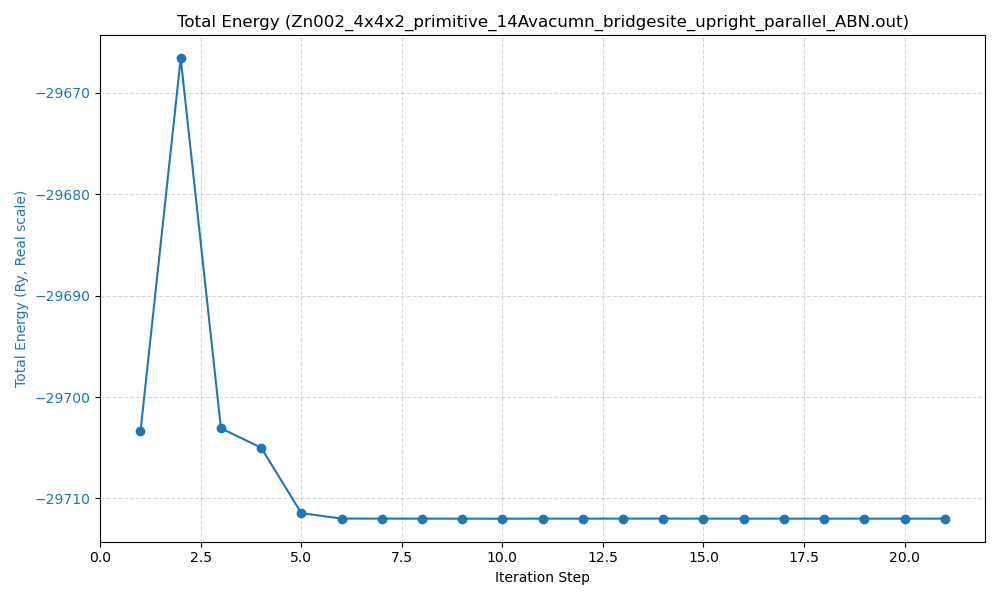 Total Energy (Zn002_4x4x2_primitive_14Avacumn_bridgesite_upright_parallel_ABN.out)
Total Energy (Ry, Real scale)
−29670
−29680
−29690
−29700
−29710
0.0 2.5 5.0 7.5 10.0 12.5 15.0 17.5 20.0
Iteration Step